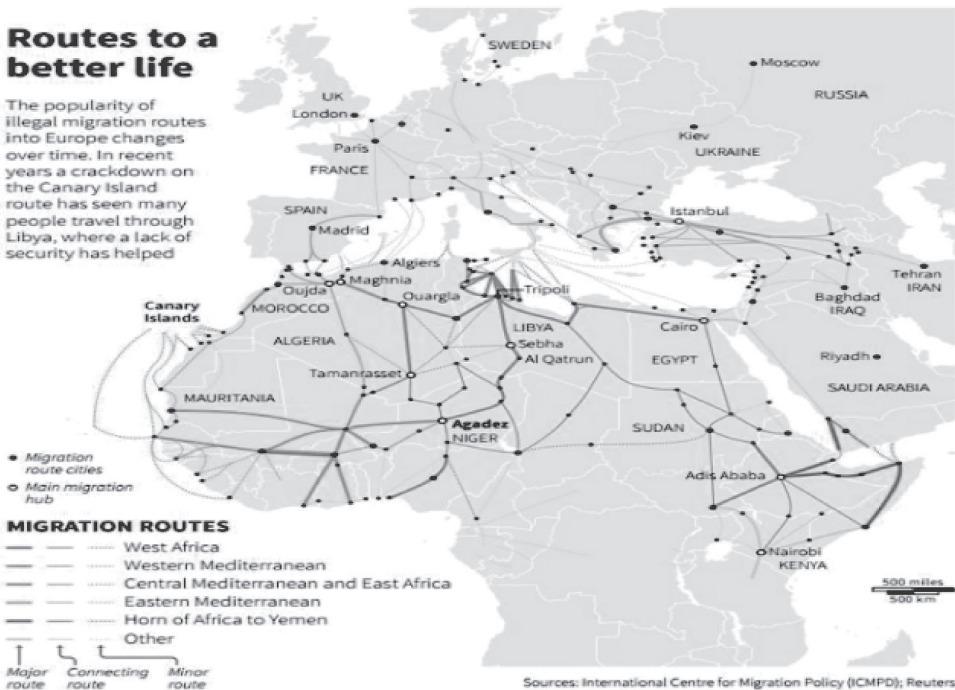 Routes to a
better life
The popularity of
illegal migration routes
into Europe changes
over time. In recent
years a crackdown on
the Canary Island
route has seen many
people travel through
Libya, where a lack of
security has helped
SWEDEN
Moscow
RUSSIA
UK
London
Kiev
UKRAINE
Paris
FRANCE
SPAIN
Madrid
Istanbul
Algiers
Tehran
IRAN
Oujda
Maghnia
Ouargla
Tripoli
Baghdad
IRAQ
Canary
Islands
MOROCCO
LIBYA
Cairo
ALGERIA
Sebha
Al Qatrun
EGYPT
Riyadh
Tamanrasset
SAUDI ARABIA
MAURITANIA
Agadez
NIGER
SUDAN
Adis Ababa
Nairobi
KENYA
Migration
route cities
Main migration
hub
MIGRATION ROUTES
West Africa
Western Mediterranean
Central Mediterranean and East Africa
Eastern Mediterranean
Horn of Africa to Yemen
Other
Major
route
Connecting
route
Minor
route
500 miles
500 km
Sources: International Centre for Migration Policy (ICMPD); Reuters